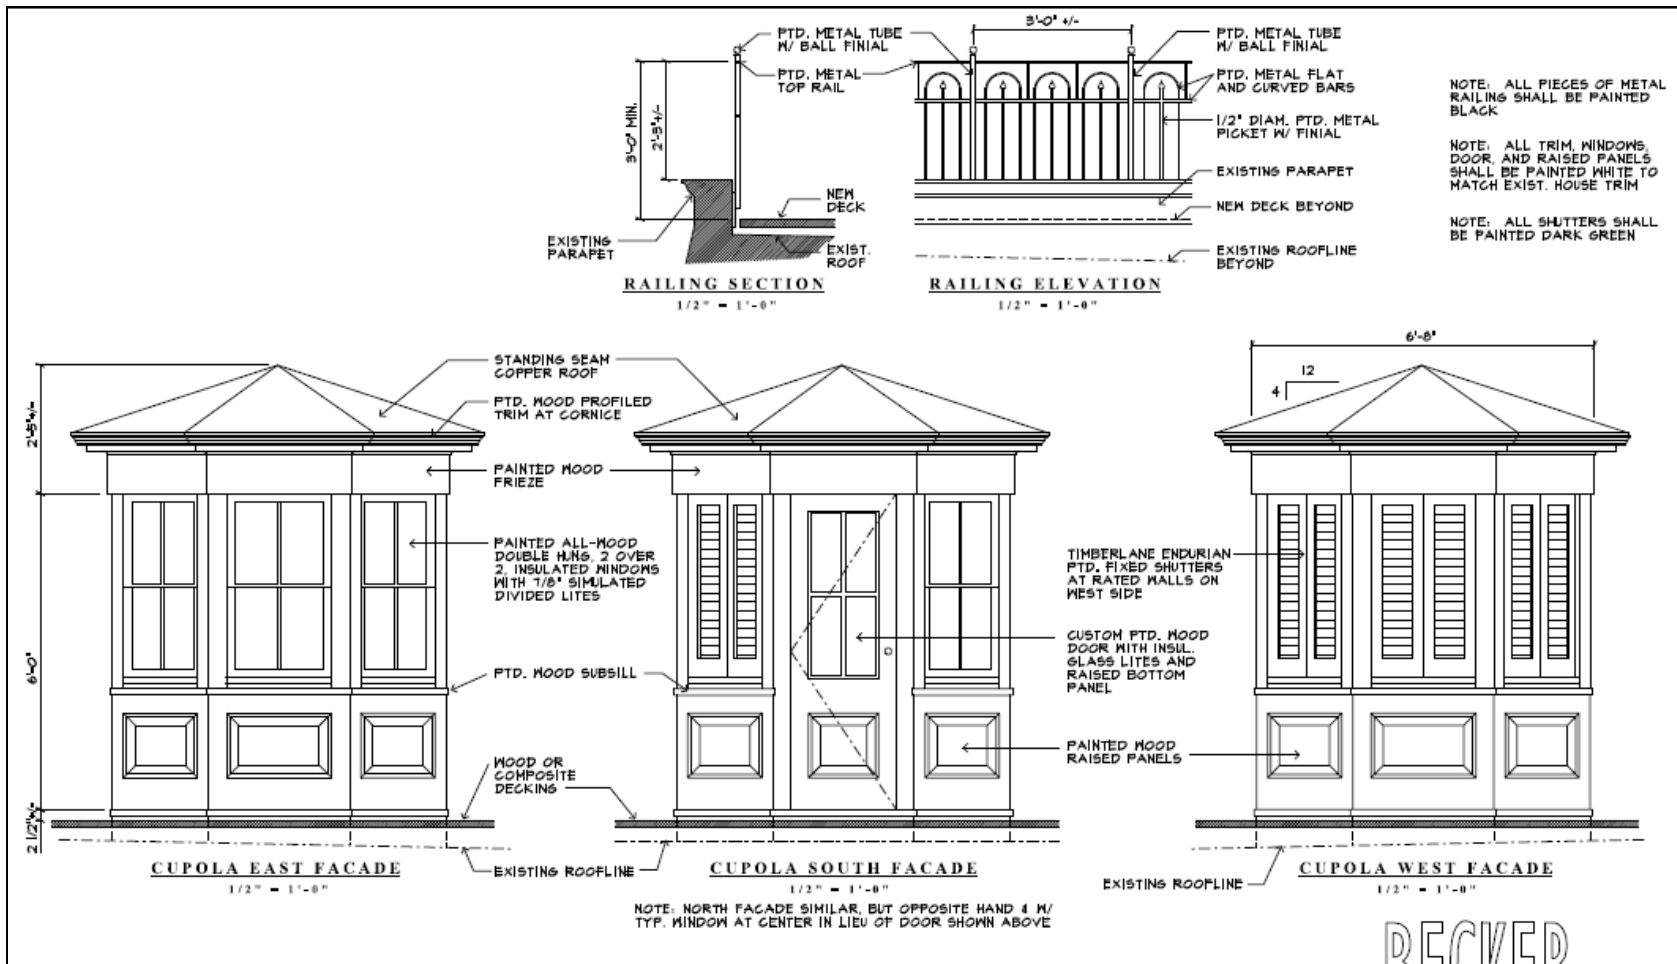 3'-0" +/-
PTD. METAL TUBE
W/ BALL FINIAL
PTD. METAL
TOP RAIL
PTD. METAL TUBE
W/ BALL FINIAL
PTD. METAL FLAT
AND CURVED BARS
1/2" DIAM. PTD. METAL
PICKET W/ FINIAL
EXISTING PARAPET
NEW DECK BEYOND
EXISTING ROOFLINE
BEYOND
3'-0" MIN.
NEW
DECK
EXIST.
ROOF
EXISTING
PARAPET
RAILING SECTION
1/2" = 1'-0"
RAILING ELEVATION
1/2" = 1'-0"
NOTE: ALL PIECES OF METAL
RAILING SHALL BE PAINTED
BLACK
NOTE: ALL TRIM, WINDOWS,
DOOR, AND RAISED PANELS
SHALL BE PAINTED WHITE TO
MATCH EXIST. HOUSE TRIM
NOTE: ALL SHUTTERS SHALL
BE PAINTED DARK GREEN
STANDING SEAM
COPPER ROOF
PTD. WOOD PROFILED
TRIM AT CORNICE
PAINTED WOOD
FRIEZE
PAINTED ALL-WOOD
DOUBLE HUNG, 2 OVER
2, INSULATED WINDOWS
WITH 7/8" SIMULATED
DIVIDED LITES
PTD. WOOD SUBSILL
WOOD OR
COMPOSITE
DECKING
EXISTING ROOFLINE
6'-0"
2 1/2" +/-
CUPOLA EAST FACADE
1/2" = 1'-0"
CUPOLA SOUTH FACADE
1/2" = 1'-0"
NOTE: NORTH FACADE SIMILAR, BUT OPPOSITE HAND & W/
TYP. WINDOW AT CENTER IN LIEU OF DOOR SHOWN ABOVE
6'-8"
12
4
TIMBERLANE ENDURIAN
PTD. FIXED SHUTTERS
AT RATED WALLS ON
WEST SIDE
CUSTOM PTD. WOOD
DOOR WITH INSUL.
GLASS LITES AND
RAISED BOTTOM
PANEL
PAINTED WOOD
RAISED PANELS
EXISTING ROOFLINE
CUPOLA WEST FACADE
1/2" = 1'-0"
BECKER